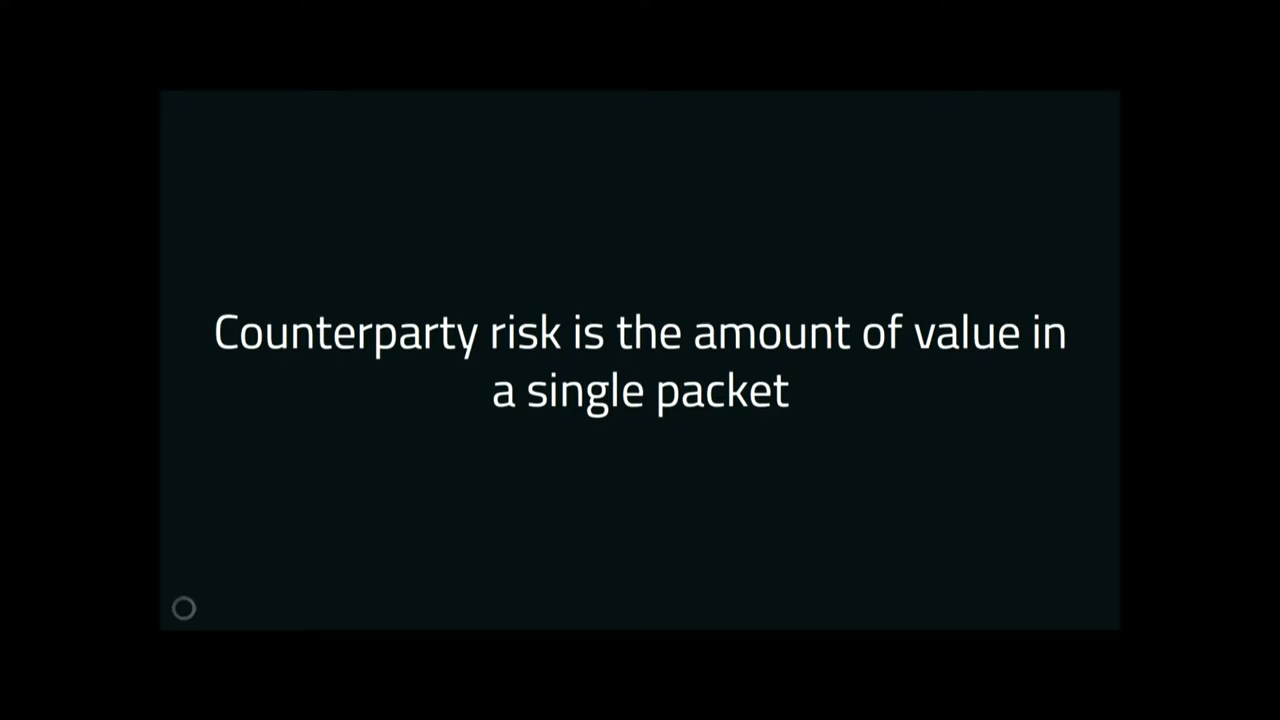 Counterparty risk is the amount of value in
a single packet